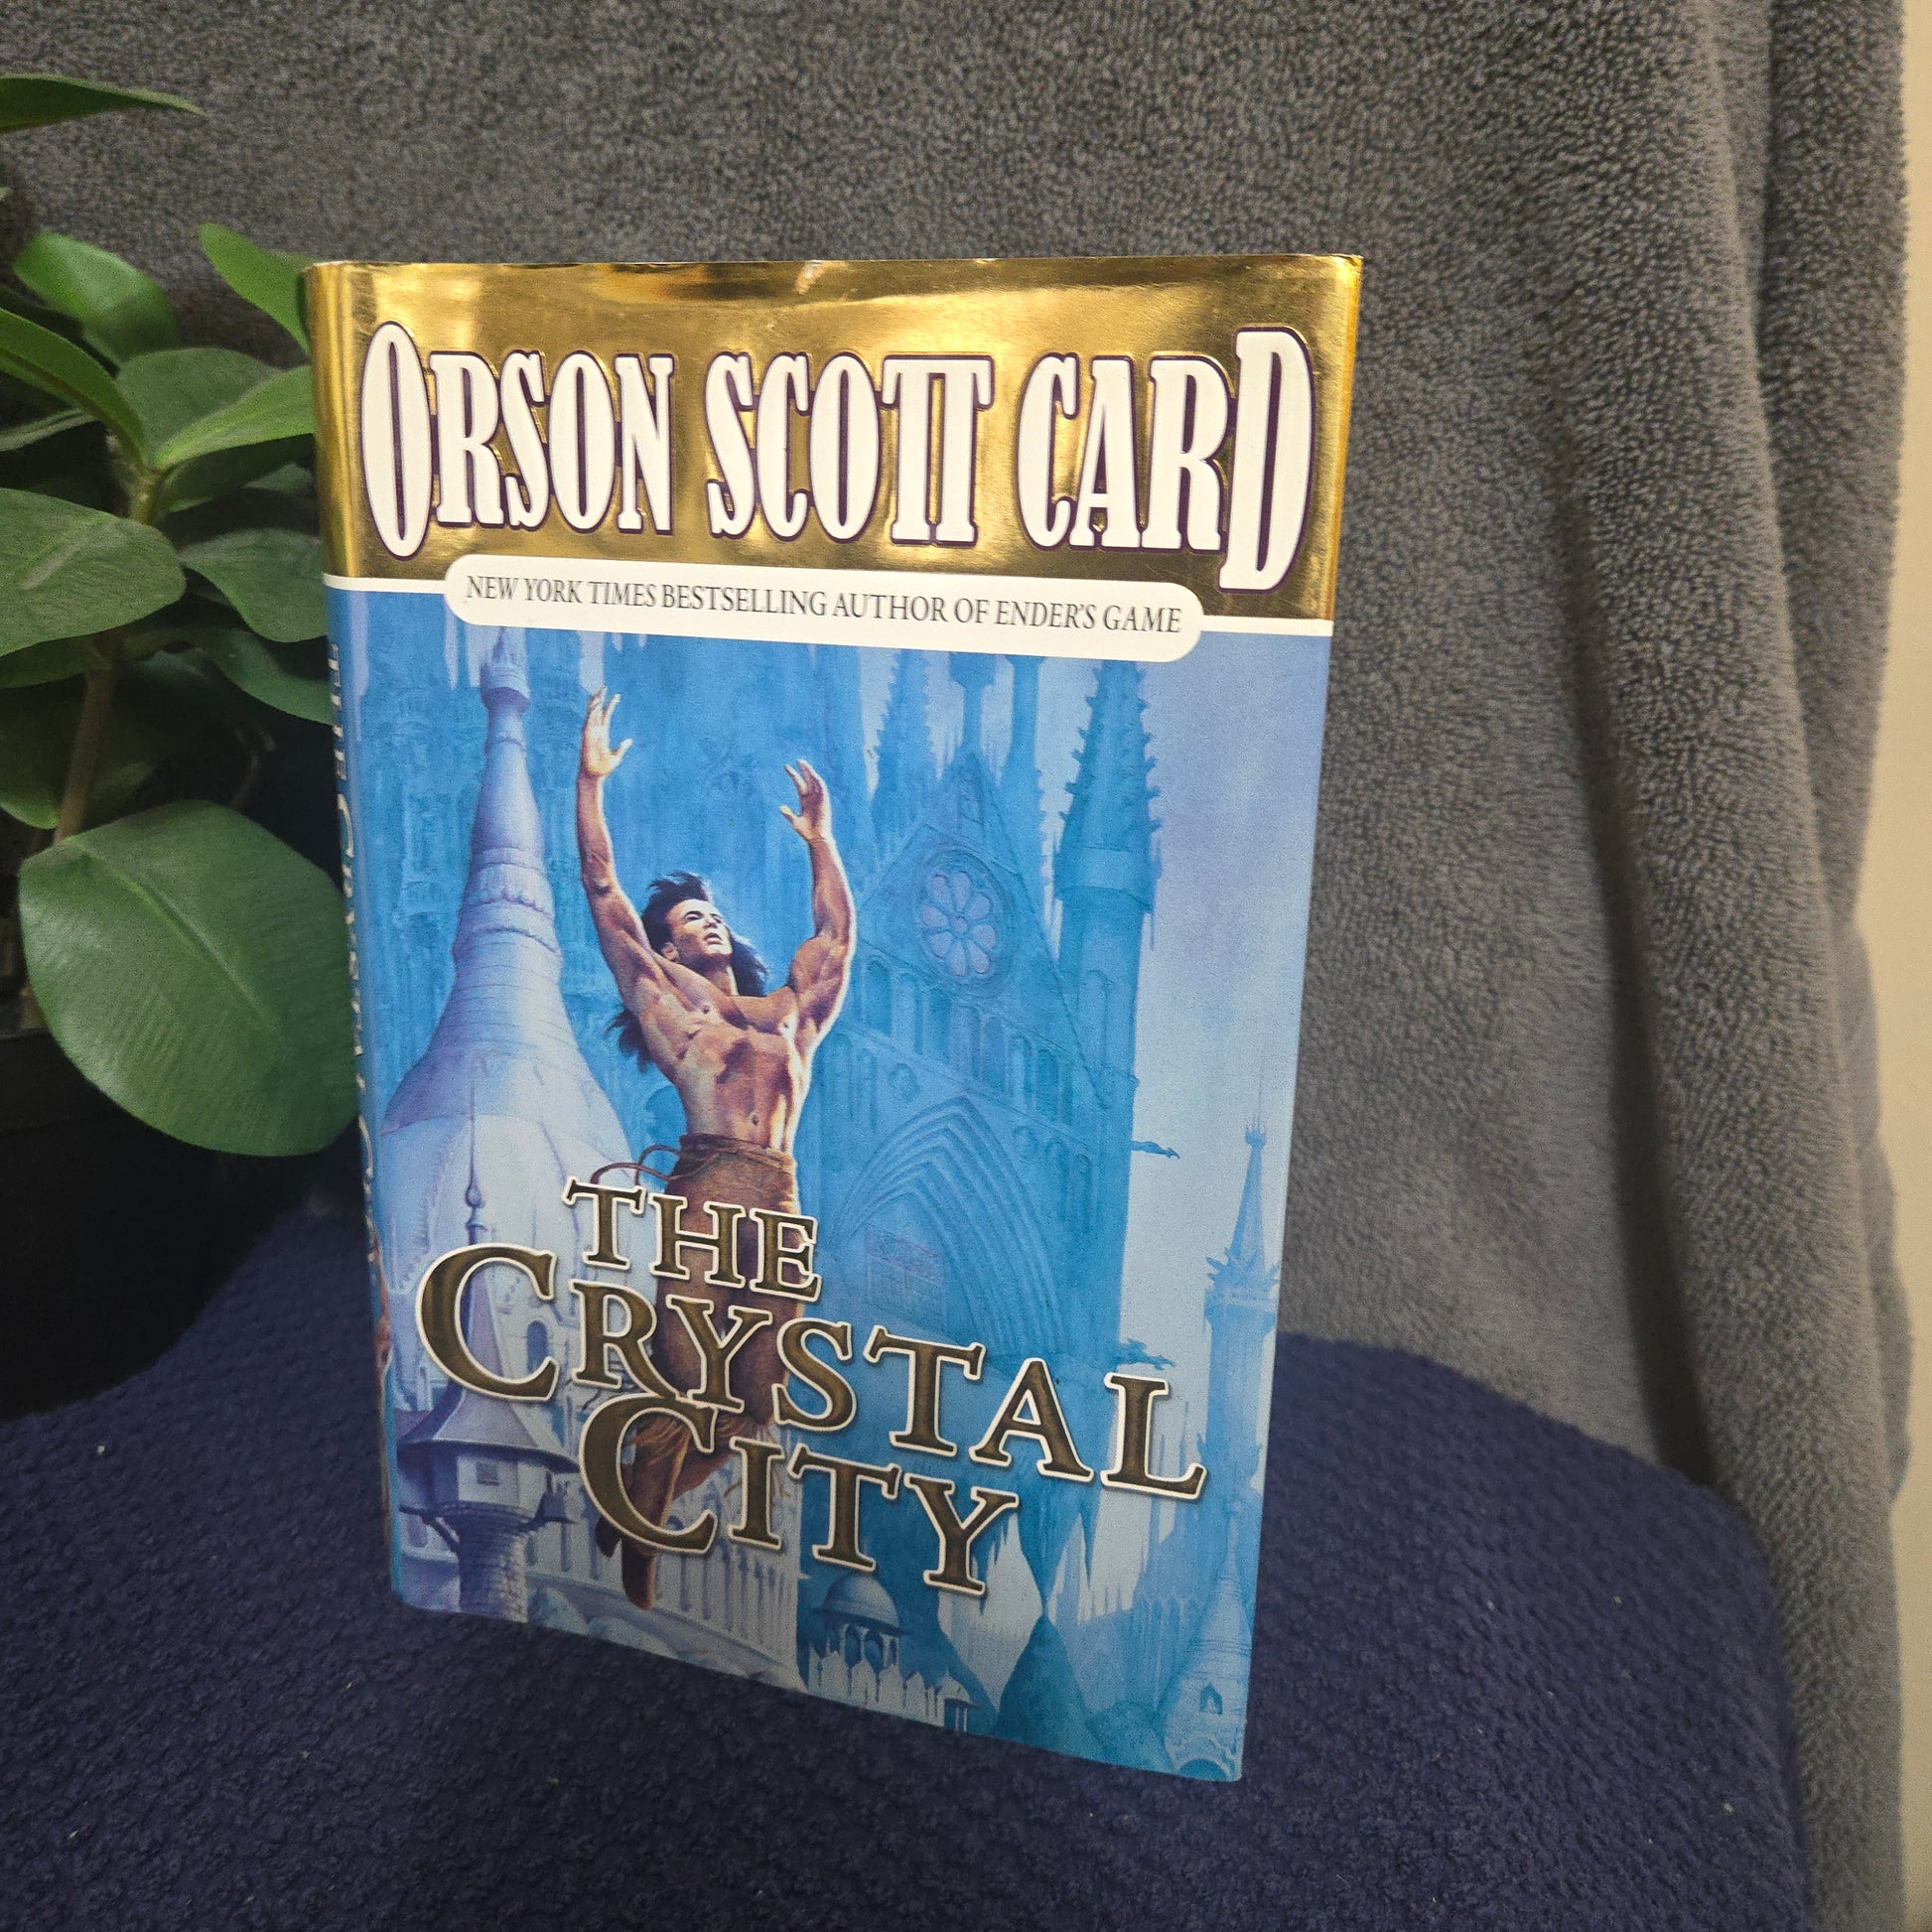 ORSON SCOTT CARD
NEW YORK TIMES BESTSELLING AUTHOR OF ENDER'S GAME
THE
CRYSTAL
CITY